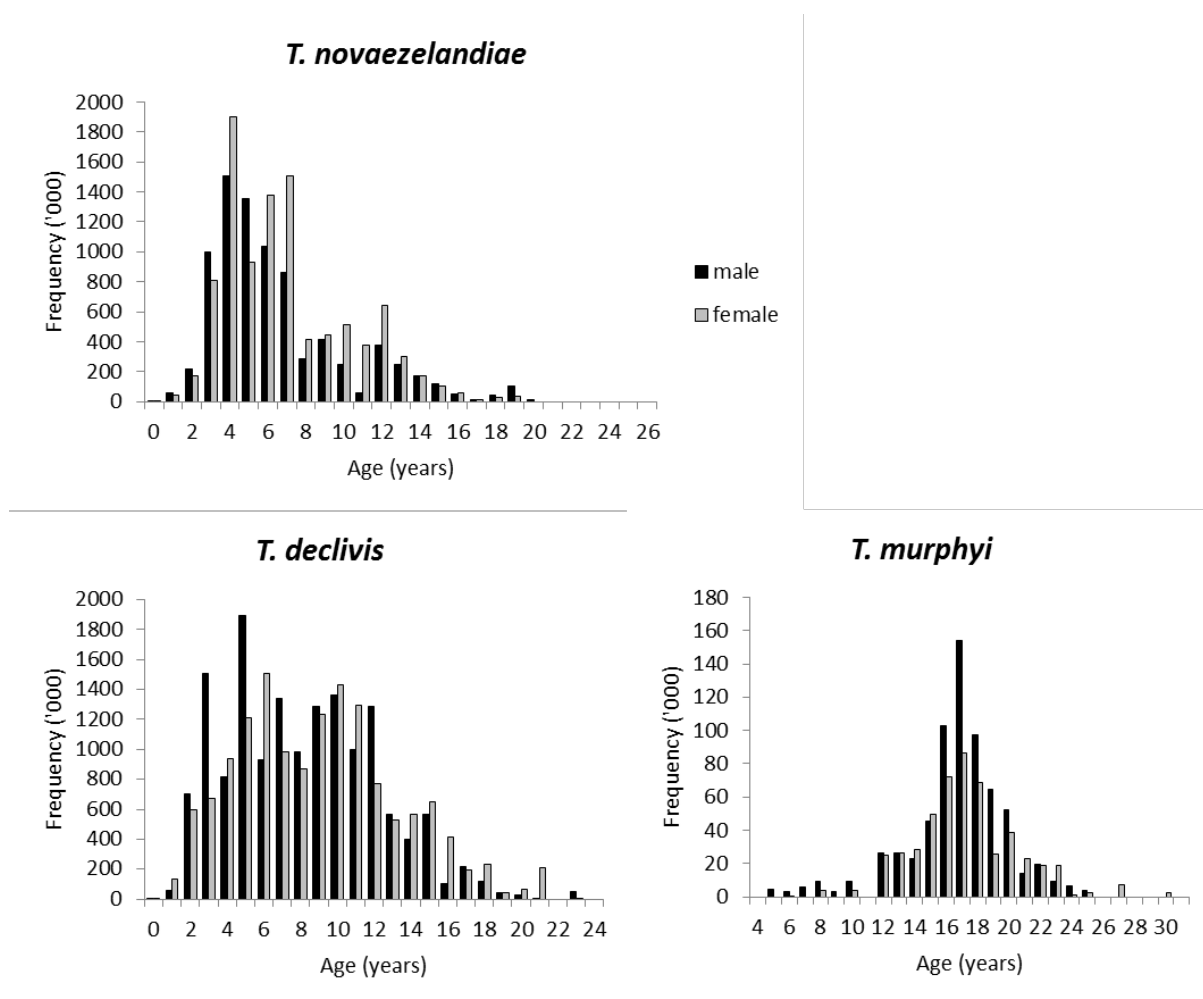 T. novaezelandiae
2000
1800
1600
1400
1200
1000
800
600
400
200
0
Frequency ('000)
0 2 4 6 8 10 12 14 16 18 20 22 24 26
Age (years)
male
female
T. declivis
2000
1800
1600
1400
1200
1000
800
600
400
200
0
Frequency ('000)
0 2 4 6 8 10 12 14 16 18 20 22 24
Age (years)
T. murphyi
180
160
140
120
100
80
60
40
20
0
Frequency ('000)
4 6 8 10 12 14 16 18 20 22 24 26 28 30
Age (years)